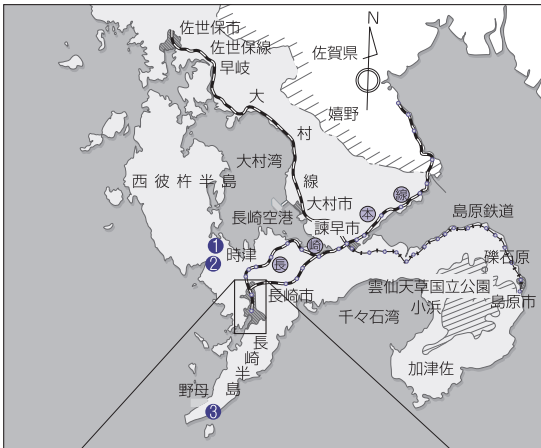 佐世保市
佐世保線
早岐
N
佐賀県
嬉野
大村線
大村湾
西彼杵半島
大村市
長崎空港
諫早市
長崎本線
島原鉄道
礫石原
島原市
雲仙天草国立公園
小浜
千々石湾
加津佐
1
時津
2
長崎市
長崎半島
野母
3